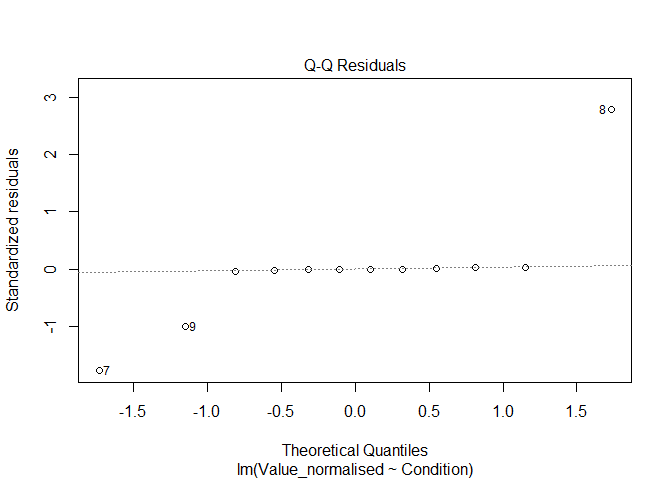 Q-Q Residuals
3
2
1
0
-1
8
9
7
Standardized residuals
-1.5 -1.0 -0.5 0.0 0.5 1.0 1.5
Theoretical Quantiles
lm(Value_normalised ~ Condition)